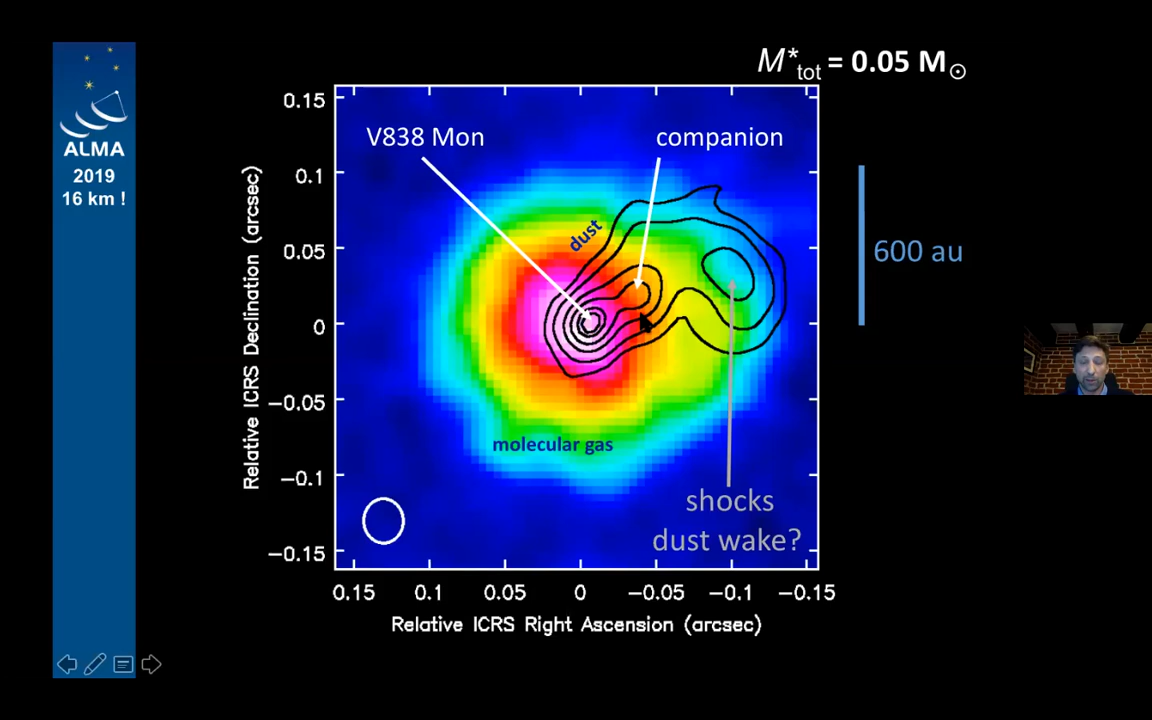 M*tot = 0.05 M☉
ALMA
2019
16 km !
V838 Mon
companion
dust
molecular gas
shocks
dust wake?
600 au
0.15
0.1
0.05
0
−0.05
−0.1
−0.15
Relative ICRS Declination (arcsec)
0.15 0.1 0.05 0 −0.05 −0.1 −0.15
Relative ICRS Right Ascension (arcsec)